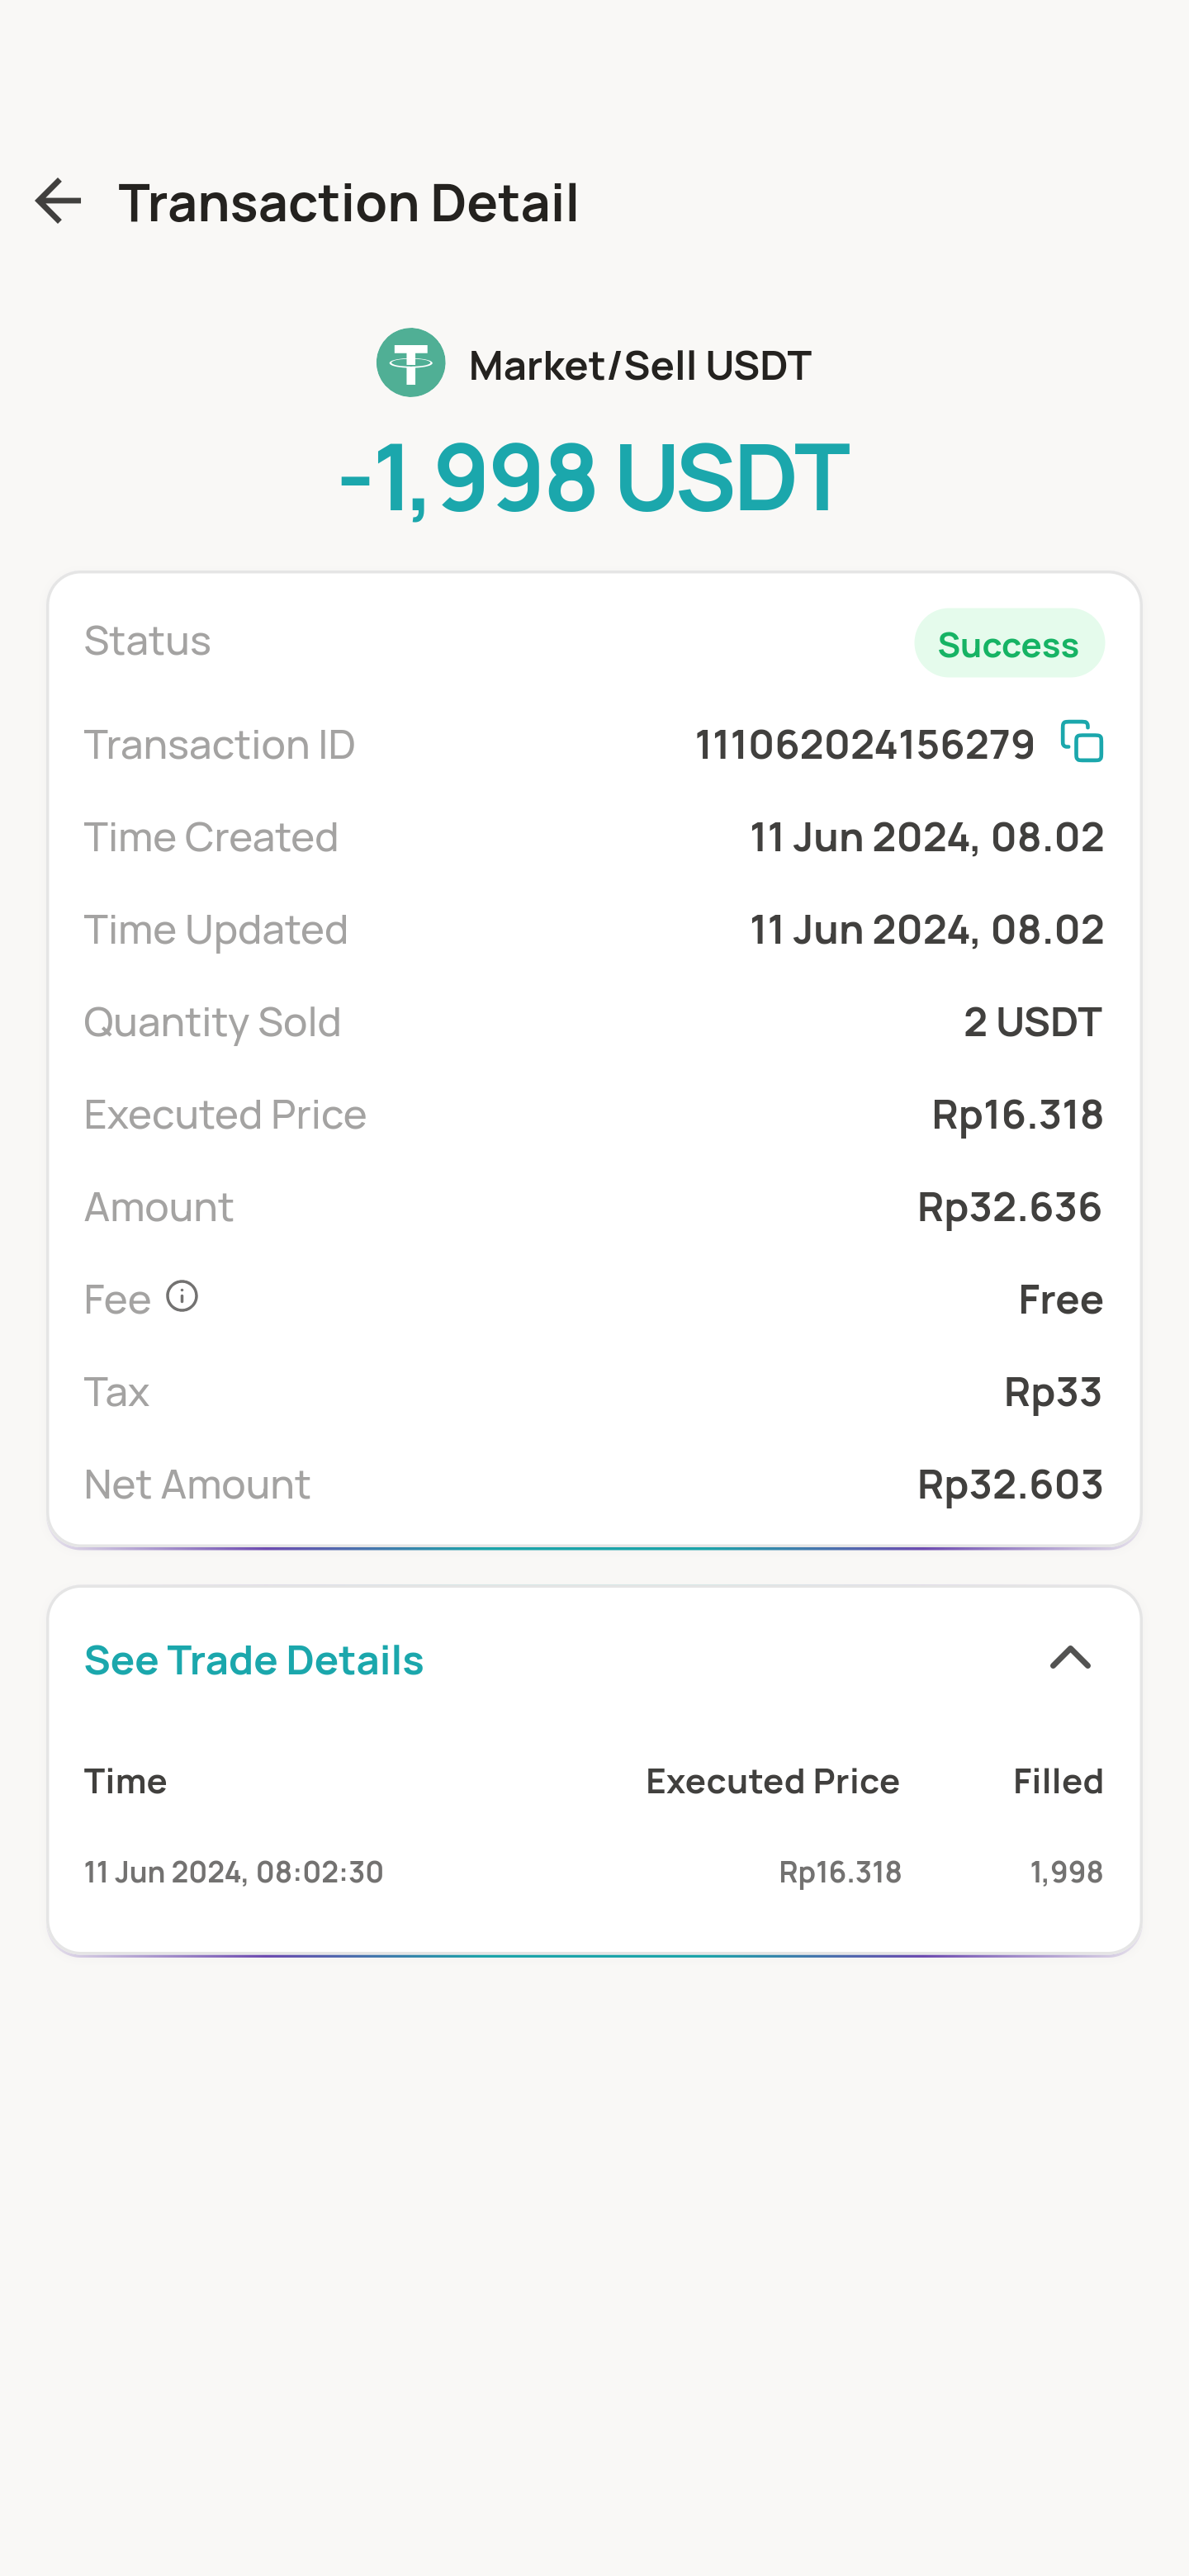 Transaction Detail
Market/Sell USDT
-1,998 USDT
Status Success
Transaction ID 111062024156279
Time Created 11 Jun 2024, 08.02
Time Updated 11 Jun 2024, 08.02
Quantity Sold 2 USDT
Executed Price Rp16.318
Amount Rp32.636
Fee Free
Tax Rp33
Net Amount Rp32.603
See Trade Details
Time Executed Price Filled
11 Jun 2024, 08:02:30 Rp16.318 1,998